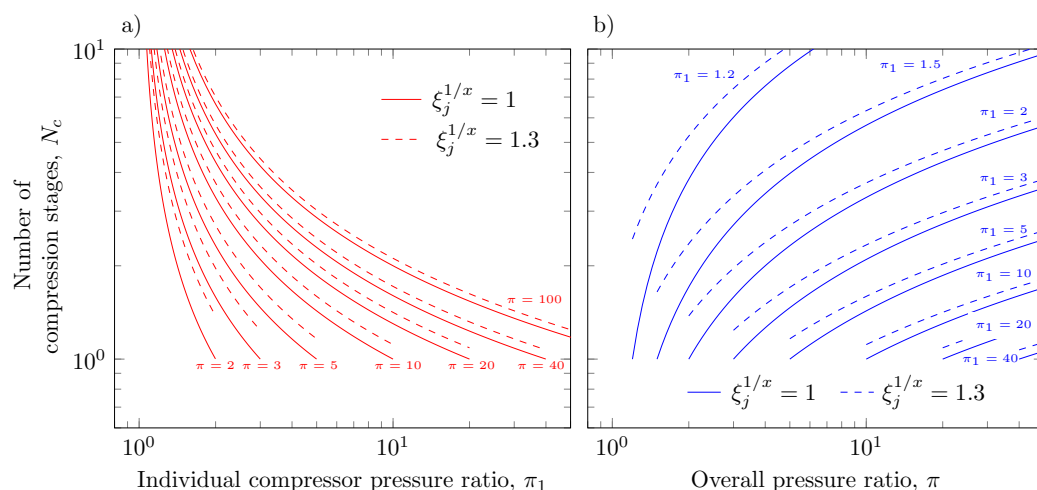 a)
10^1
10^0
Number of
compression stages, N_c
ξ_j^{1/x} = 1
ξ_j^{1/x} = 1.3
π = 100
π = 2
π = 3
π = 5
π = 10
π = 20
π = 40
10^0
10^1
Individual compressor pressure ratio, π_1
b)
π_1 = 1.2
π_1 = 1.5
π_1 = 2
π_1 = 3
π_1 = 5
π_1 = 10
π_1 = 20
π_1 = 40
ξ_j^{1/x} = 1
ξ_j^{1/x} = 1.3
10^0
10^1
Overall pressure ratio, π